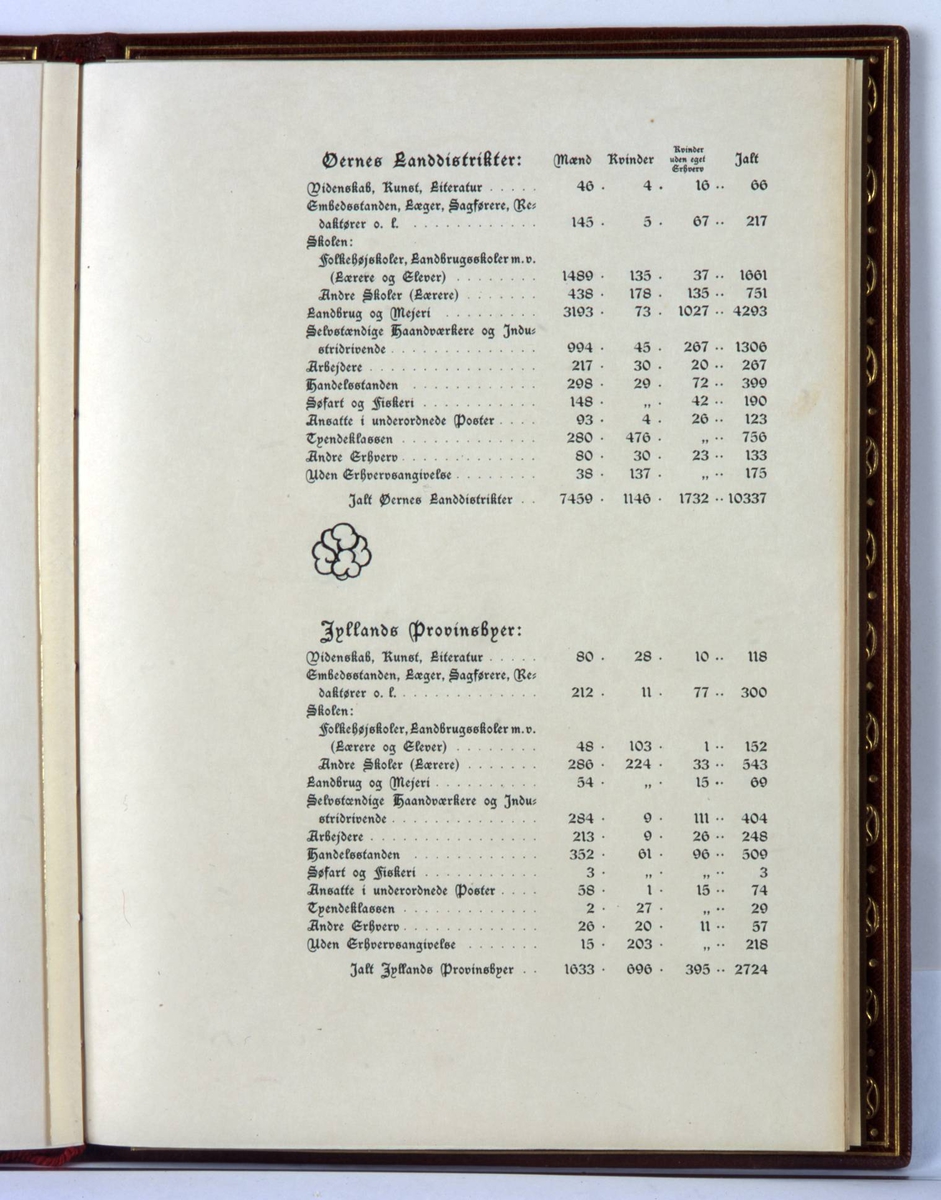 Øernes Landdistrikter: Mænd Kvinder Kvinder uden eget Erhverv Jalt
Videnskab, Kunst, Literatur . . . . . 46 · 4 · 16 ·· 66
Embedsstanden, Læger, Sagførere, Re-
daktører o. l. . . . . . . . . . . . . 145 · 5 · 67 ·· 217
Skolen:
Folkehøjskoler, Landbrugsskoler m. v.
(Lærere og Elever) . . . . . . . . 1489 · 135 · 37 ·· 1661
Andre Skoler (Lærere) . . . . . . . 438 · 178 · 135 ·· 751
Landbrug og Mejeri . . . . . . . . . . 3193 · 73 · 1027 ·· 4293
Selvstændige Haandværkere og Indu-
stridrivende . . . . . . . . . . . . . . 994 · 45 · 267 ·· 1306
Arbejdere . . . . . . . . . . . . . . . . 217 · 30 · 20 ·· 267
Handelsstanden . . . . . . . . . . . . 298 · 29 · 72 ·· 399
Søfart og Fiskeri . . . . . . . . . . . 148 · „ · 42 ·· 190
Ansatte i underordnede Poster . . . . 93 · 4 · 26 ·· 123
Tyendeklassen . . . . . . . . . . . . . 280 · 476 · „ ·· 756
Andre Erhverv . . . . . . . . . . . . . 80 · 30 · 23 ·· 133
Uden Erhvervsangivelse . . . . . . . . 38 · 137 · „ ·· 175
Jalt Øernes Landdistrikter . . 7459 · 1146 · 1732 ·· 10337
Jyllands Provinsbyer:
Videnskab, Kunst, Literatur . . . . . 80 · 28 · 10 ·· 118
Embedsstanden, Læger, Sagførere, Re-
daktører o. l. . . . . . . . . . . . . . 212 · 11 · 77 ·· 300
Skolen:
Folkehøjskoler, Landbrugsskoler m. v.
(Lærere og Elever) . . . . . . . . 48 · 103 · 1 ·· 152
Andre Skoler (Lærere) . . . . . . . 286 · 224 · 33 ·· 543
Landbrug og Mejeri . . . . . . . . . . 54 · „ · 15 ·· 69
Selvstændige Haandværkere og Indu-
stridrivende . . . . . . . . . . . . . . 284 · 9 · 111 ·· 404
Arbejdere . . . . . . . . . . . . . . . . 213 · 9 · 26 ·· 248
Handelsstanden . . . . . . . . . . . . 352 · 61 · 96 ·· 509
Søfart og Fiskeri . . . . . . . . . . . 3 · „ · „ ·· 3
Ansatte i underordnede Poster . . . . 58 · 1 · 15 ·· 74
Tyendeklassen . . . . . . . . . . . . . 2 · 27 · „ ·· 29
Andre Erhverv . . . . . . . . . . . . . 26 · 20 · 11 ·· 57
Uden Erhvervsangivelse . . . . . . . 15 · 203 · „ ·· 218
Jalt Jyllands Provinsbyer . . 1633 · 696 · 395 ·· 2724